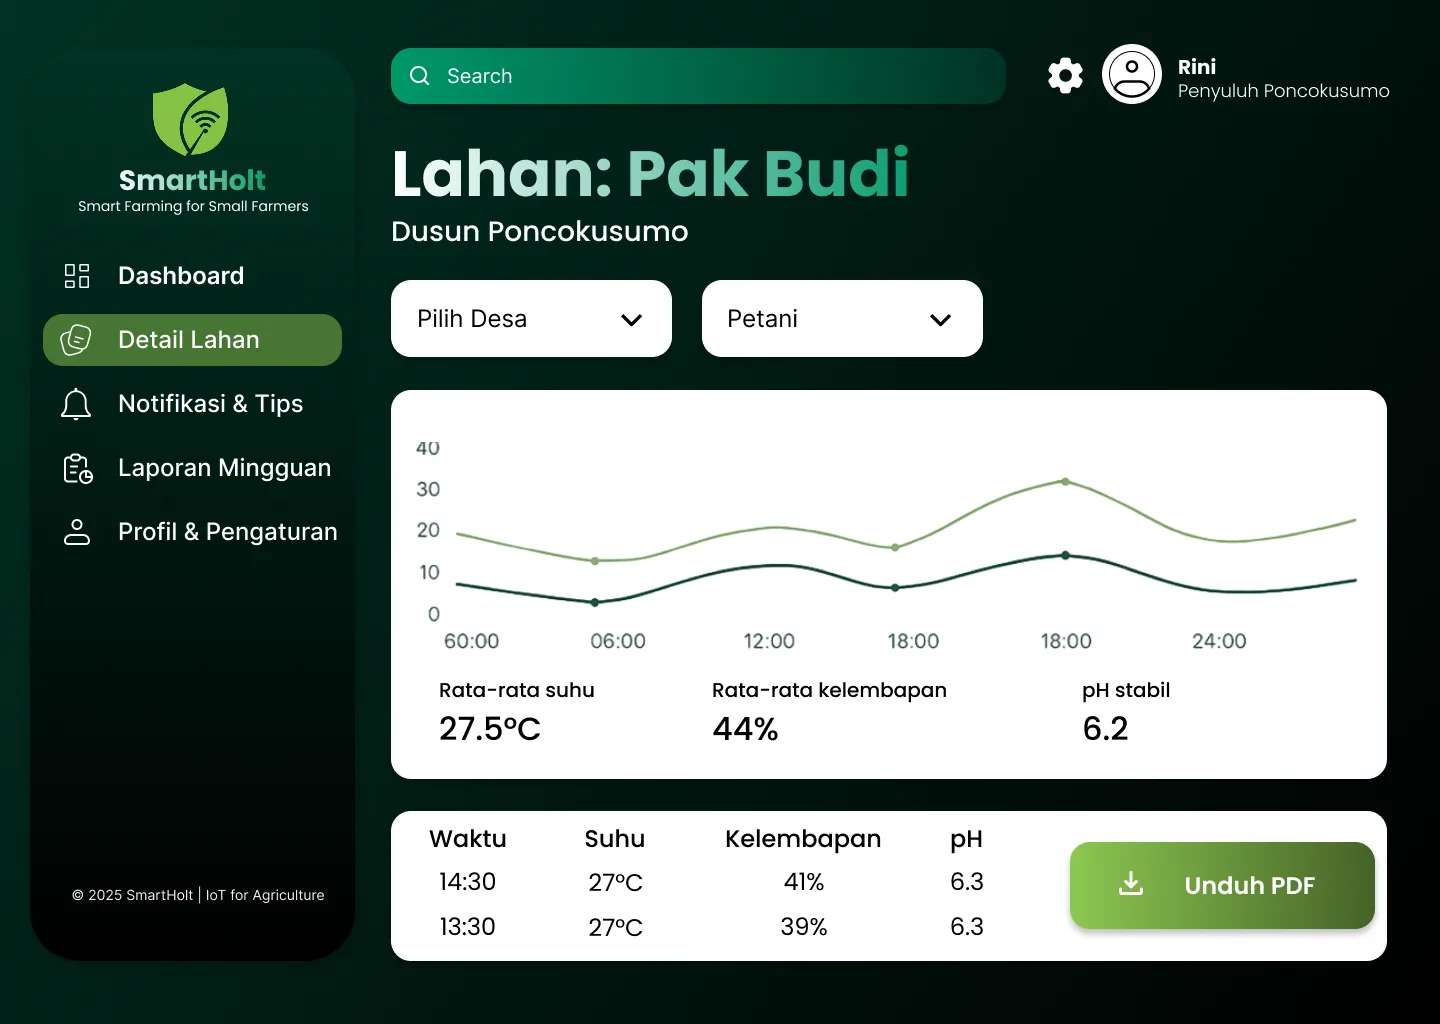 Search
Rini
Penyuluh Poncokusumo
SmartHolt
Smart Farming for Small Farmers
Dashboard
Detail Lahan
Notifikasi & Tips
Laporan Mingguan
Profil & Pengaturan
© 2025 SmartHolt | IoT for Agriculture
Lahan: Pak Budi
Dusun Poncokusumo
Pilih Desa
Petani
40
30
20
10
0
60:00 06:00 12:00 18:00 18:00 24:00
Rata-rata suhu Rata-rata kelembapan pH stabil
27.5°C 44% 6.2
Waktu Suhu Kelembapan pH
14:30 27°C 41% 6.3
13:30 27°C 39% 6.3
Unduh PDF